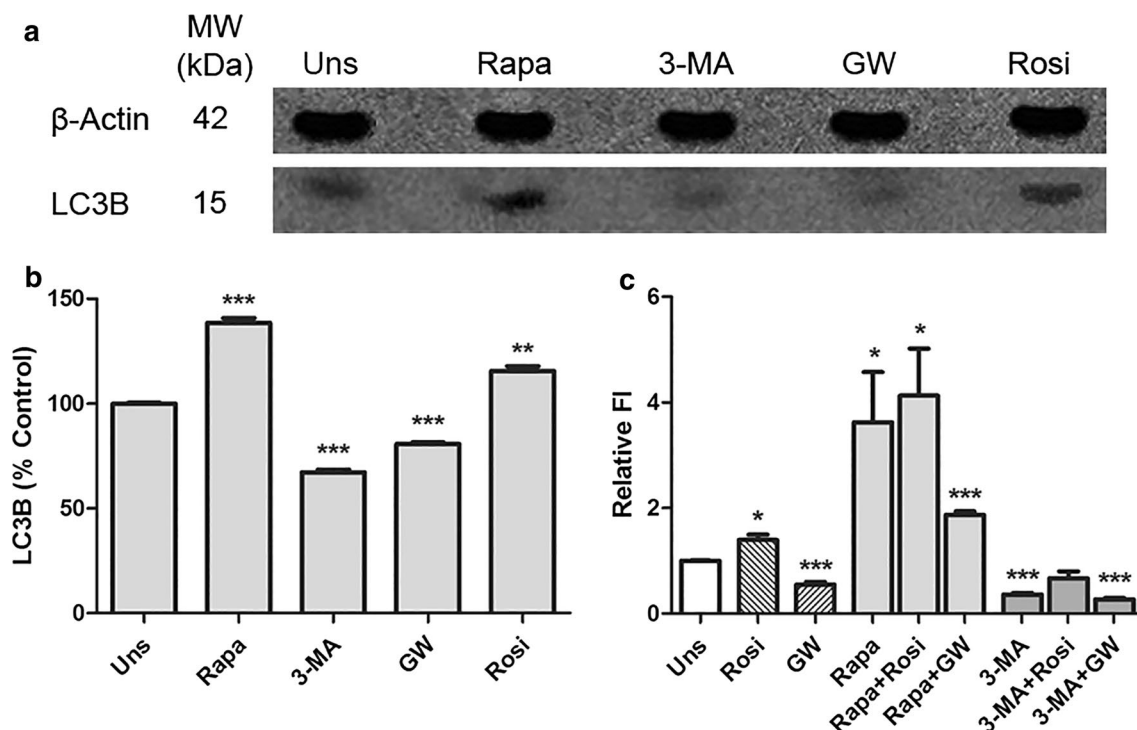 a
MW
(kDa)
Uns Rapa 3-MA GW Rosi
β-Actin 42
LC3B 15
b
LC3B (% Control)
150
100
50
0
***
***
***
**
Uns
Rapa
3-MA
GW
Rosi
c
Relative FI
6
4
2
0
*
***
*
*
***
***
***
Uns
Rosi
GW
Rapa
Rapa+Rosi
Rapa+GW
3-MA
3-MA+Rosi
3-MA+GW